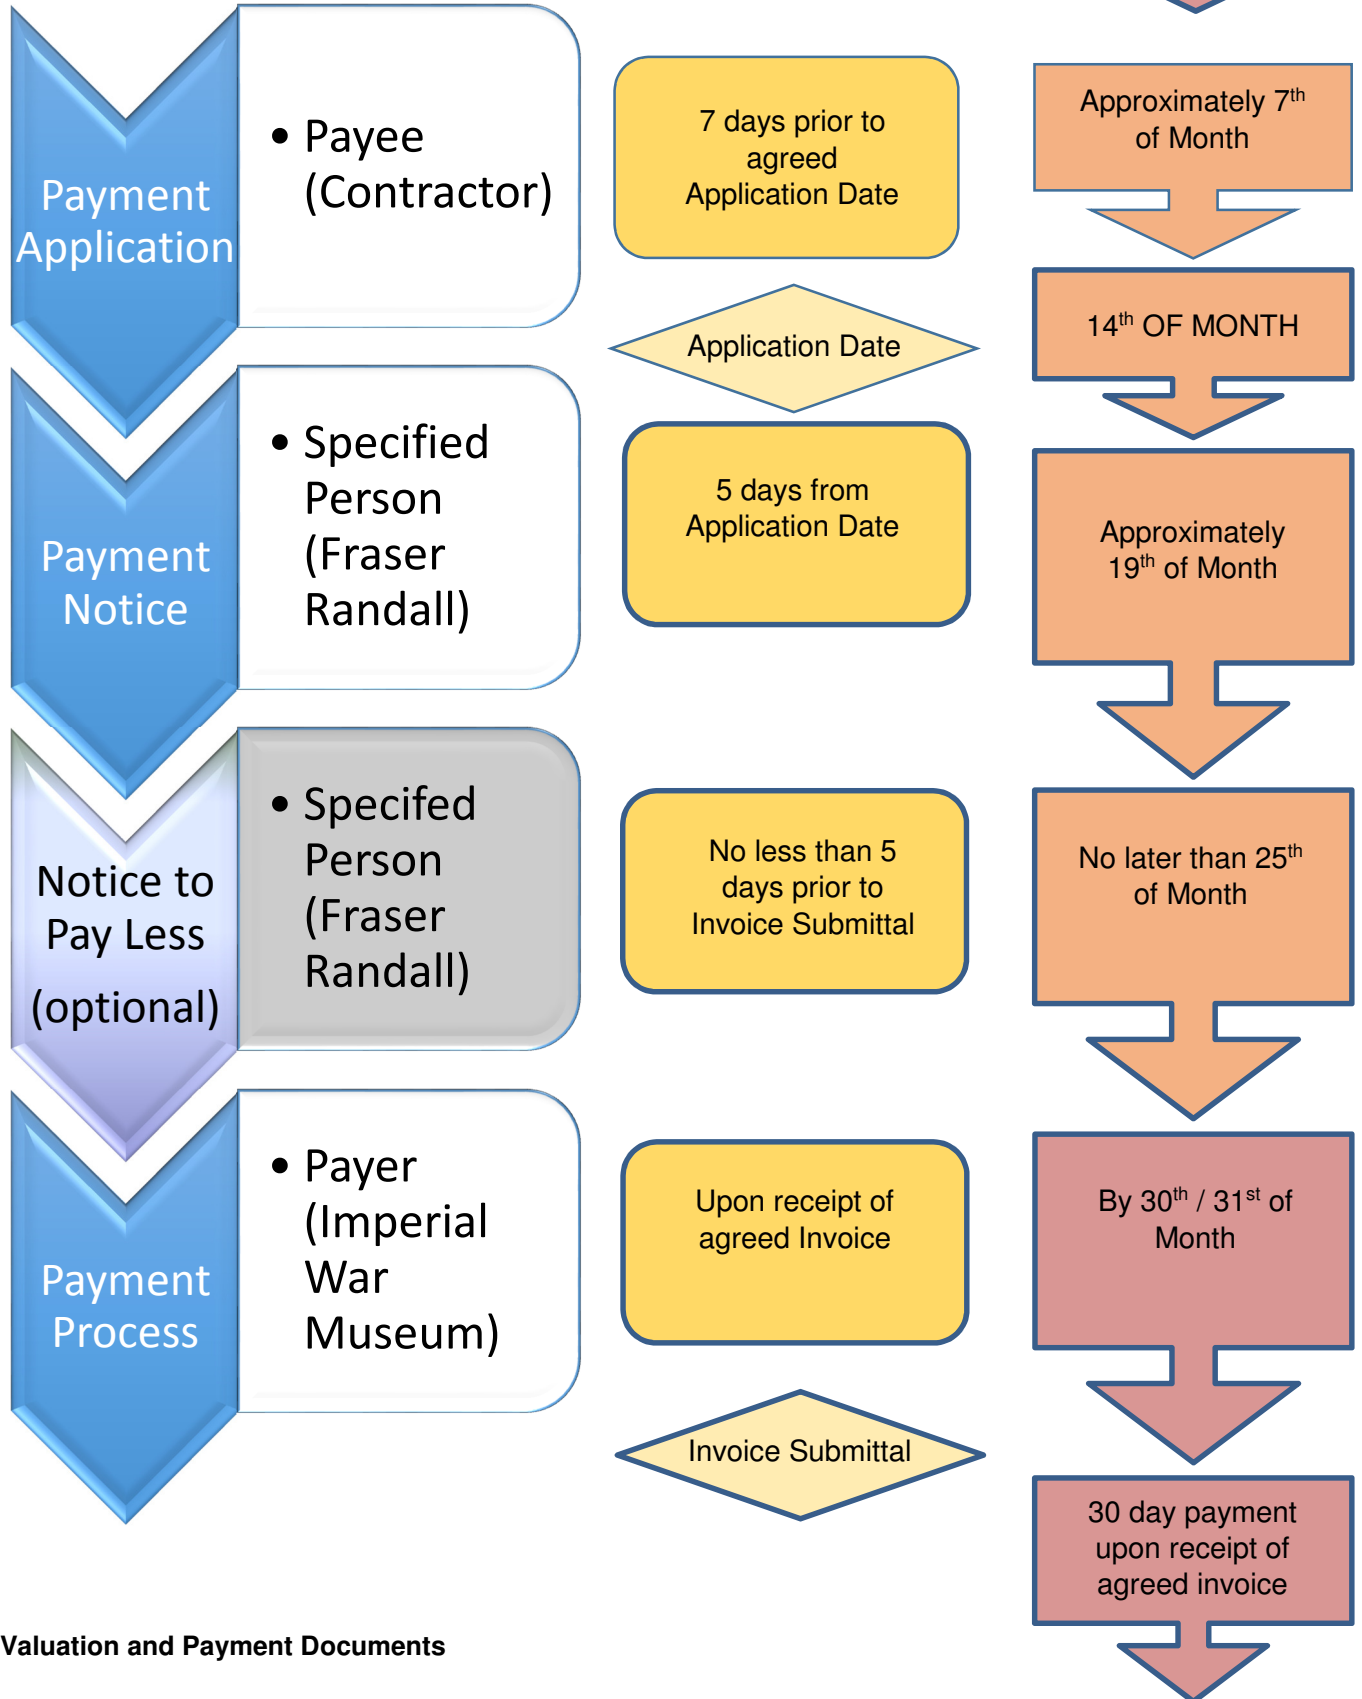 Payment
Application
• Payee
(Contractor)
7 days prior to
agreed
Application Date
Approximately 7th
of Month
Application Date
14th OF MONTH
Payment
Notice
• Specified
Person
(Fraser
Randall)
5 days from
Application Date
Approximately
19th of Month
Notice to
Pay Less
(optional)
• Specifed
Person
(Fraser
Randall)
No less than 5
days prior to
Invoice Submittal
No later than 25th
of Month
Payment
Process
• Payer
(Imperial
War
Museum)
Upon receipt of
agreed Invoice
By 30th / 31st of
Month
Invoice Submittal
30 day payment
upon receipt of
agreed invoice
Valuation and Payment Documents